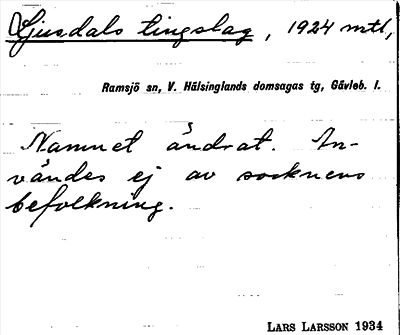 Ljusdals tingslag, 1924 mtl,
Ramsjö sn, V. Hälsinglands domsagas tg, Gävleb. l.
Namnet ändrat. An-
vändes ej av socknens
befolkning.
LARS LARSSON 1934